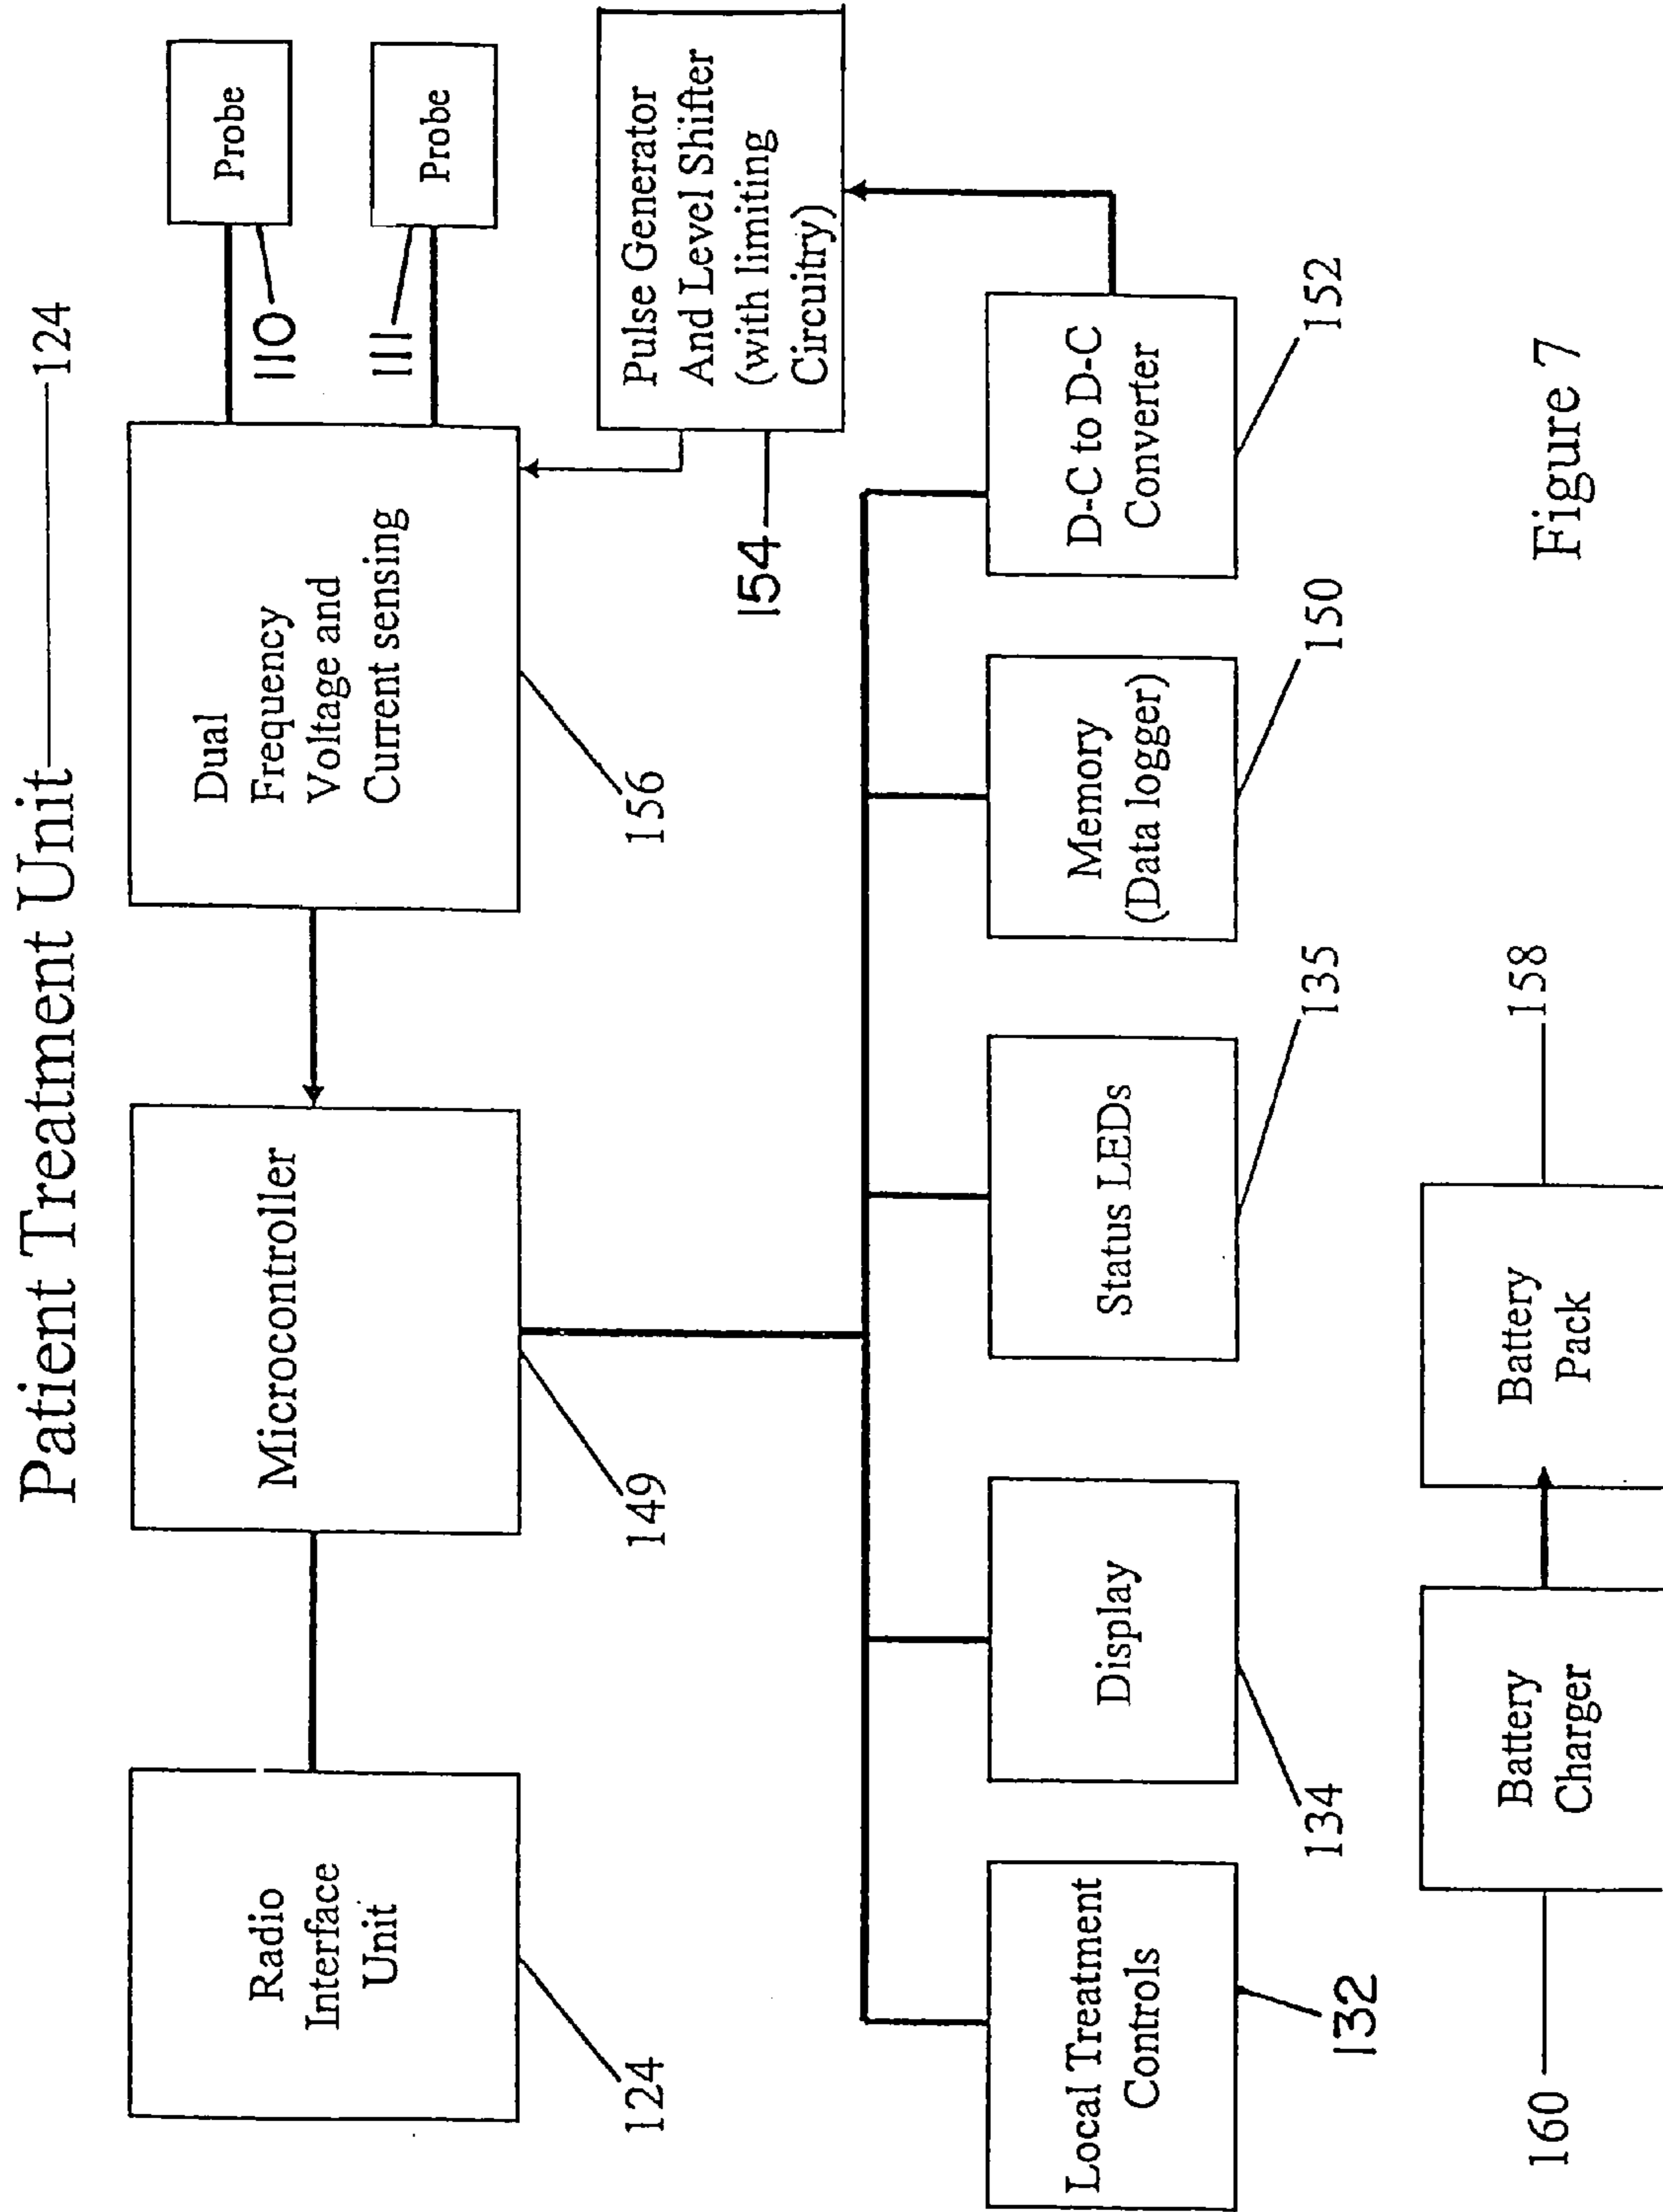 Patient Treatment Unit 124
Radio
Interface
Unit
124
Microcontroller
149
Dual
Frequency
Voltage and
Current sensing
156
Probe
110
Probe
111
Pulse Generator
And Level Shifter
(with limiting
Circuitry)
154
Local Treatment
Controls
132
Display
134
Status LEDs
135
Memory
(Data logger)
150
D-C to D-C
Converter
152
Battery
Charger
160
Battery
Pack
158
Figure 7